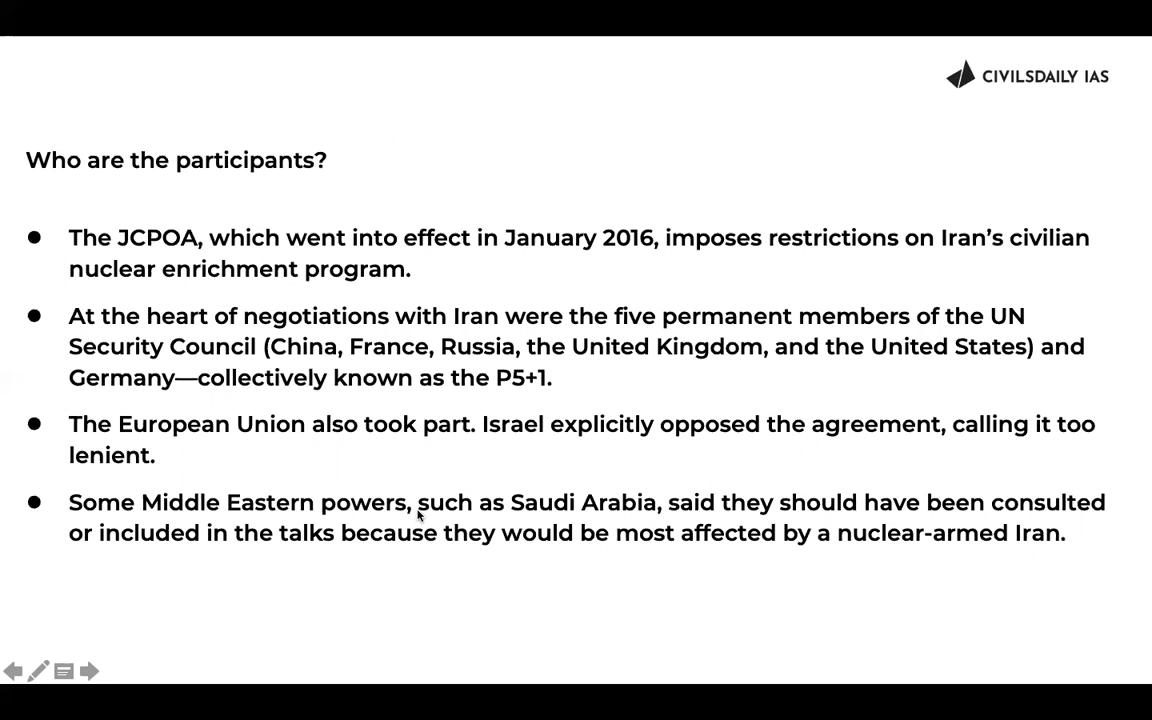 CIVILSDAILY IAS
Who are the participants?
● The JCPOA, which went into effect in January 2016, imposes restrictions on Iran’s civilian
nuclear enrichment program.
● At the heart of negotiations with Iran were the five permanent members of the UN
Security Council (China, France, Russia, the United Kingdom, and the United States) and
Germany—collectively known as the P5+1.
● The European Union also took part. Israel explicitly opposed the agreement, calling it too
lenient.
● Some Middle Eastern powers, such as Saudi Arabia, said they should have been consulted
or included in the talks because they would be most affected by a nuclear-armed Iran.